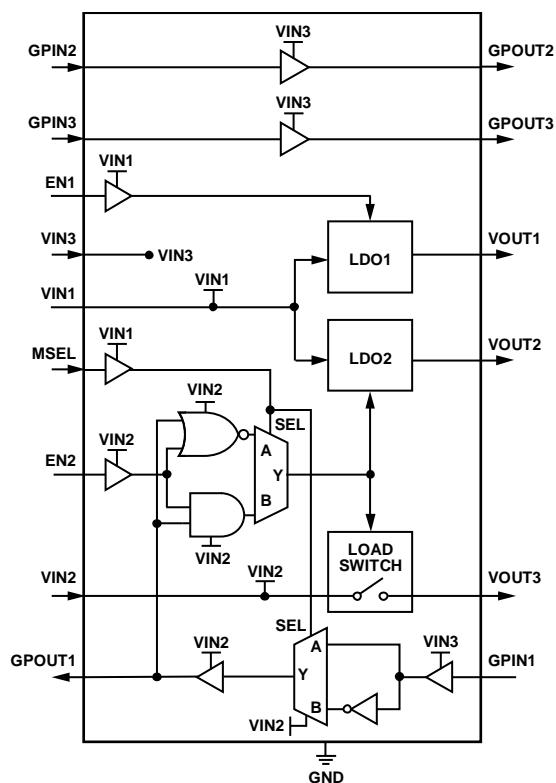 VIN3
GPIN2
GPOUT2
VIN3
GPIN3
GPOUT3
VIN1
EN1
LDO1
VOUT1
VIN3
VIN3
VIN1
VIN1
VIN1
MSEL
LDO2
VOUT2
VIN2
SEL
A
VIN2
EN2
Y
B
VIN2
LOAD
SWITCH
VIN2
VIN2
VOUT3
SEL
VIN2
A
VIN3
GPOUT1
Y
GPIN1
B
VIN2
GND